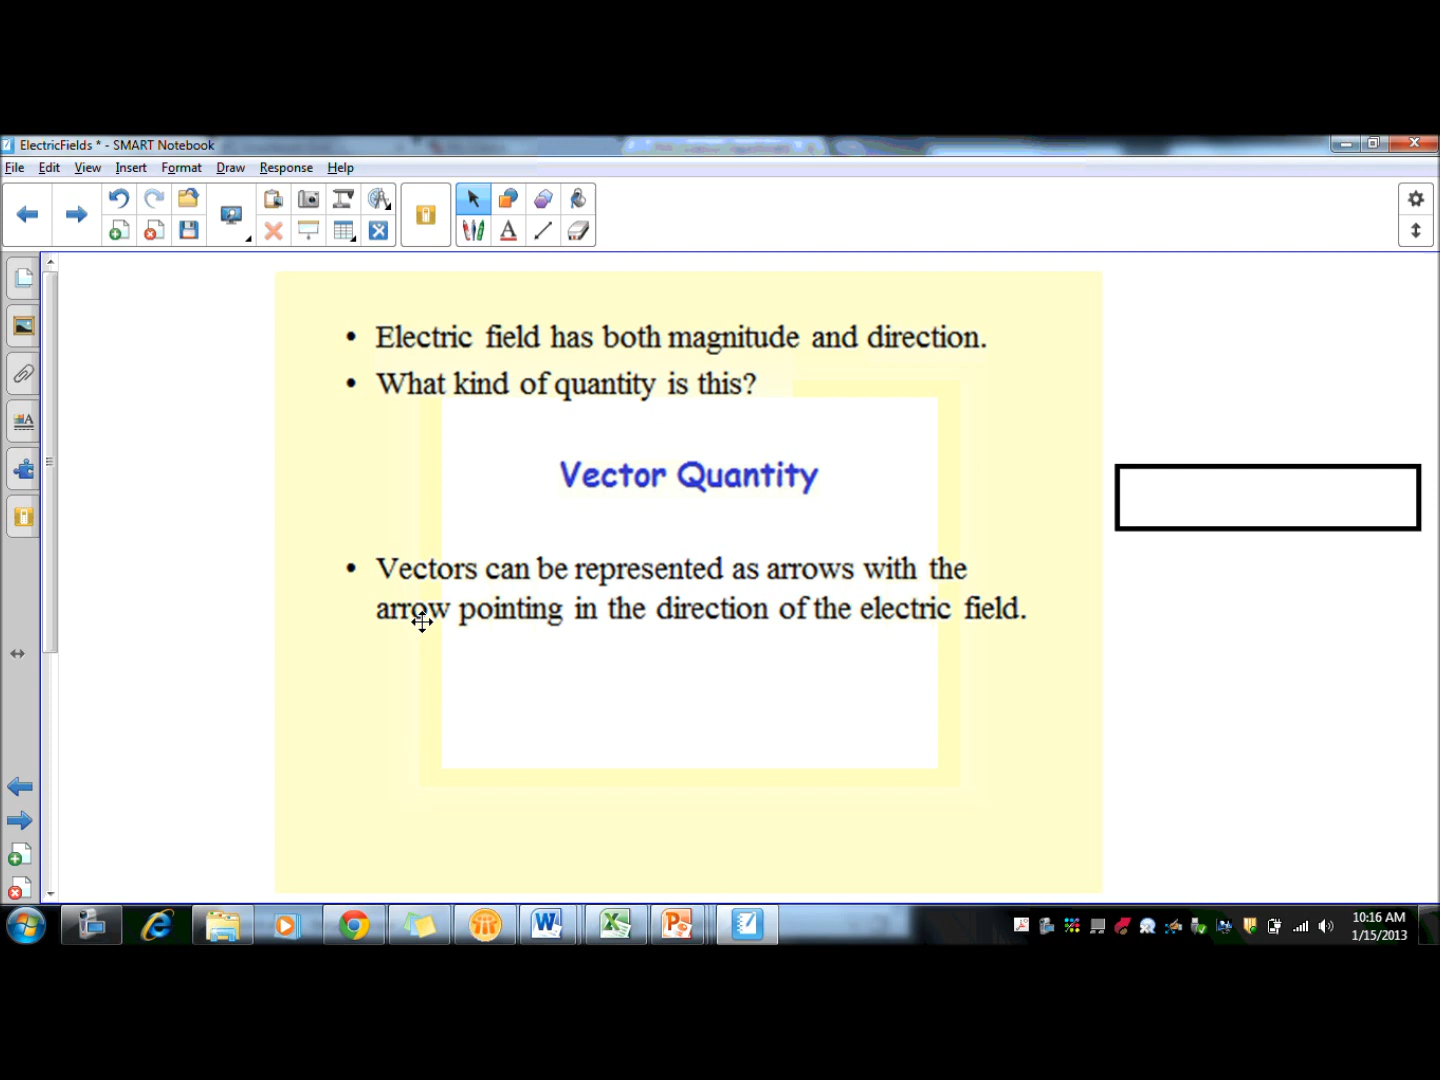 ElectricFields * - SMART Notebook
File Edit View Insert Format Draw Response Help
• Electric field has both magnitude and direction.
• What kind of quantity is this?
Vector Quantity
• Vectors can be represented as arrows with the
arrow pointing in the direction of the electric field.
10:16 AM
1/15/2013